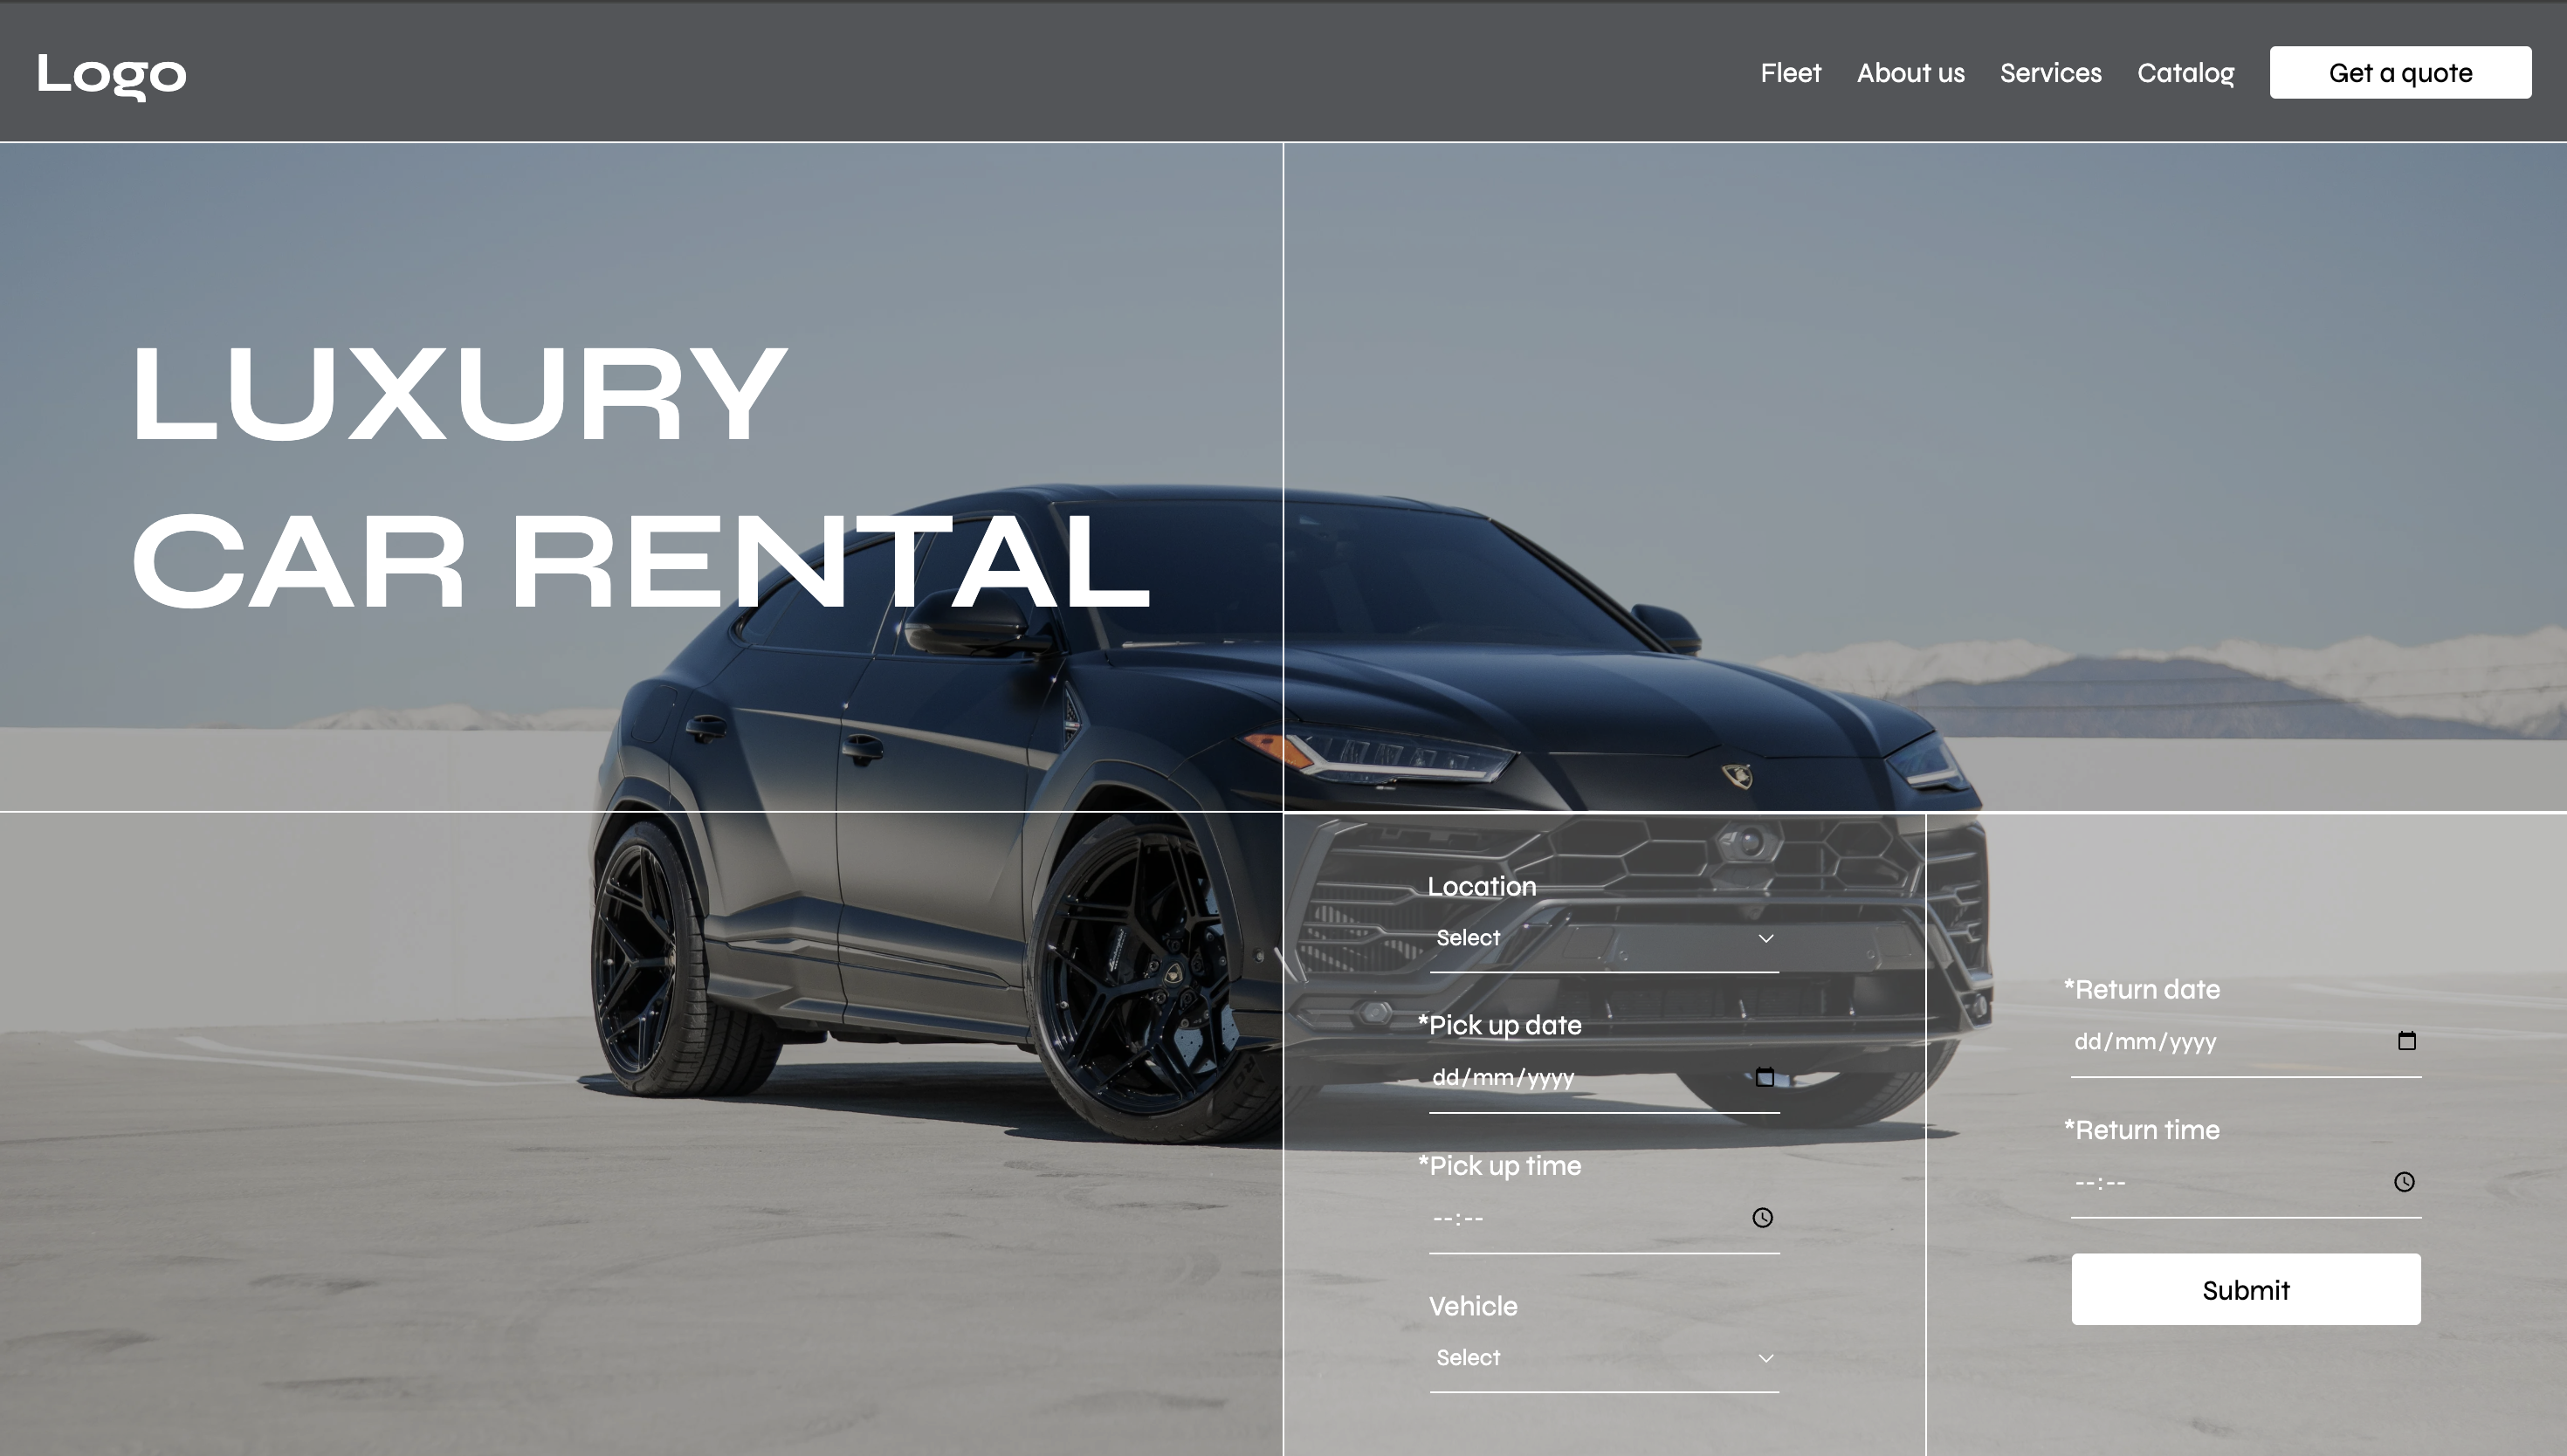 Logo
Fleet About us Services Catalog Get a quote
LUXURY
CAR RENTAL
Location
Select
*Pick up date
dd/mm/yyyy
*Pick up time
--:--
Vehicle
Select
*Return date
dd/mm/yyyy
*Return time
--:--
Submit